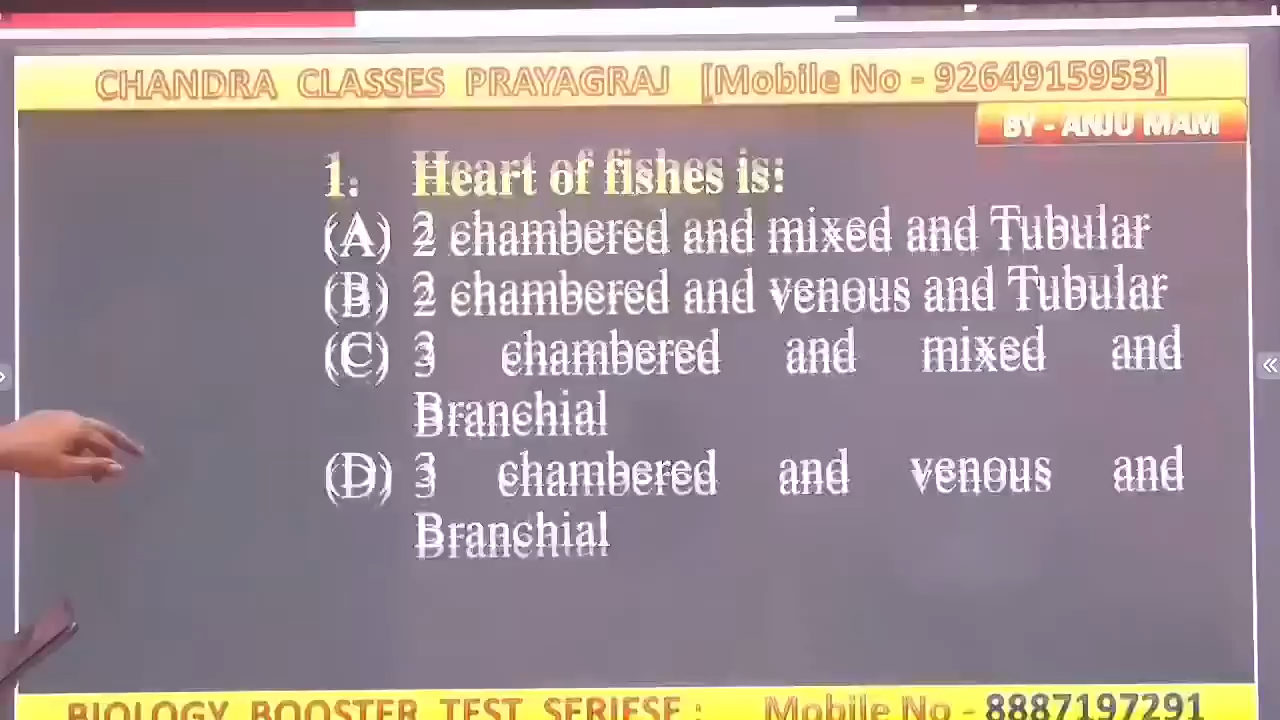 CHANDRA CLASSES PRAYAGRAJ [Mobile No - 9264915953]
BY - ANJU MAM
1. Heart of fishes is:
(A) 2 chambered and mixed and Tubular
(B) 2 chambered and venous and Tubular
(C) 3 chambered and mixed and
Branchial
(D) 3 chambered and venous and
Branchial
BIOLOGY BOOSTER TEST SERIESE : Mobile No - 8887197291